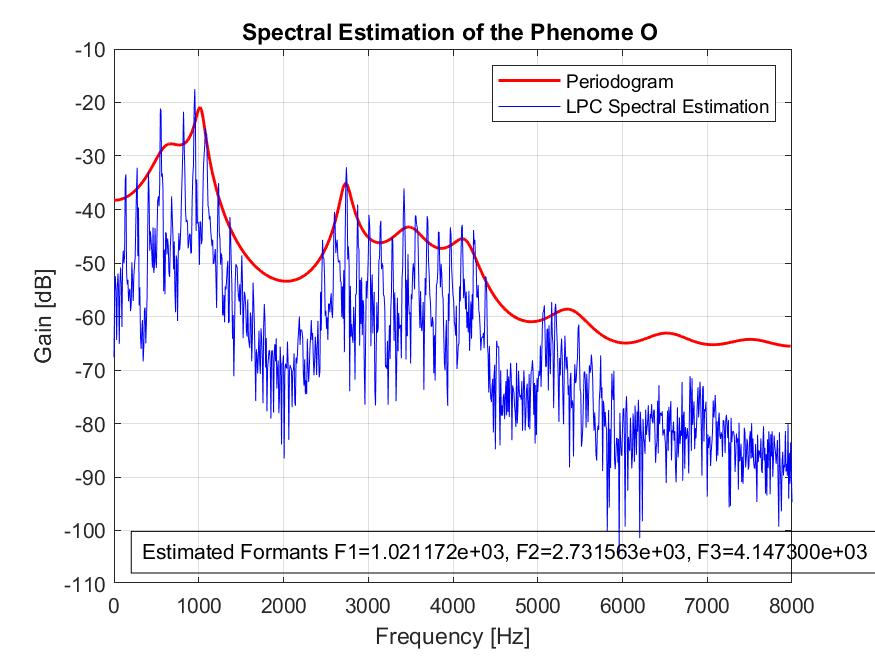 Spectral Estimation of the Phenome O
Periodogram
LPC Spectral Estimation
-10
-20
-30
-40
-50
-60
-70
-80
-90
-100
-110
Gain [dB]
Estimated Formants F1=1.021172e+03, F2=2.731563e+03, F3=4.147300e+03
0 1000 2000 3000 4000 5000 6000 7000 8000
Frequency [Hz]